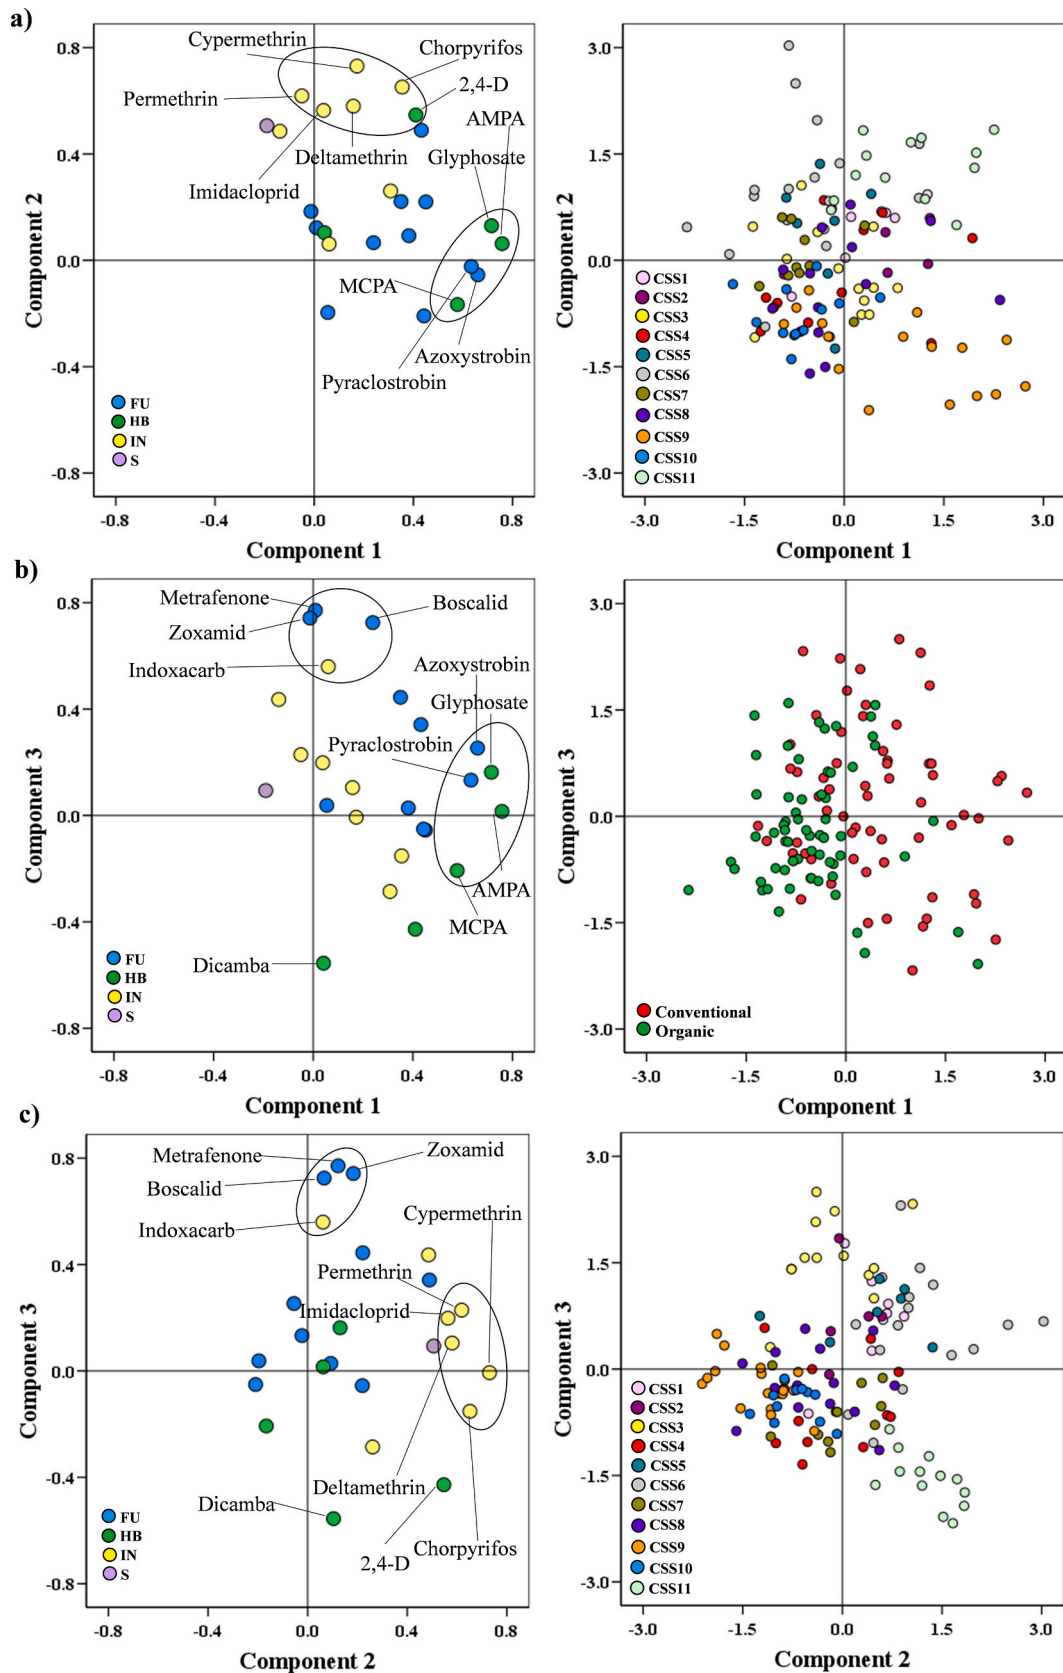 a)
Cypermethrin
Chorpyrifos
2,4-D
Permethrin
AMPA
Deltamethrin
Glyphosate
Imidacloprid
MCPA
Azoxystrobin
Pyraclostrobin
FU
HB
IN
S
0.8
0.4
0.0
-0.4
-0.8
Component 2
-0.8
-0.4
0.0
0.4
0.8
Component 1
3.0
1.5
0.0
-1.5
-3.0
Component 2
CSS1
CSS2
CSS3
CSS4
CSS5
CSS6
CSS7
CSS8
CSS9
CSS10
CSS11
-3.0
-1.5
0.0
1.5
3.0
Component 1
b)
Metrafenone
Boscalid
Zoxamid
Indoxacarb
Azoxystrobin
Glyphosate
Pyraclostrobin
AMPA
MCPA
Dicamba
FU
HB
IN
S
0.8
0.4
0.0
-0.4
-0.8
Component 3
-0.8
-0.4
0.0
0.4
0.8
Component 1
3.0
1.5
0.0
-1.5
-3.0
Component 3
Conventional
Organic
-3.0
-1.5
0.0
1.5
3.0
Component 1
c)
Metrafenone
Zoxamid
Boscalid
Indoxacarb
Cypermethrin
Permethrin
Imidacloprid
Deltamethrin
Dicamba
Chorpyrifos
2,4-D
FU
HB
IN
S
0.8
0.4
0.0
-0.4
-0.8
Component 3
-0.8
-0.4
0.0
0.4
0.8
Component 2
3.0
1.5
0.0
-1.5
-3.0
Component 3
CSS1
CSS2
CSS3
CSS4
CSS5
CSS6
CSS7
CSS8
CSS9
CSS10
CSS11
-3.0
-1.5
0.0
1.5
3.0
Component 2